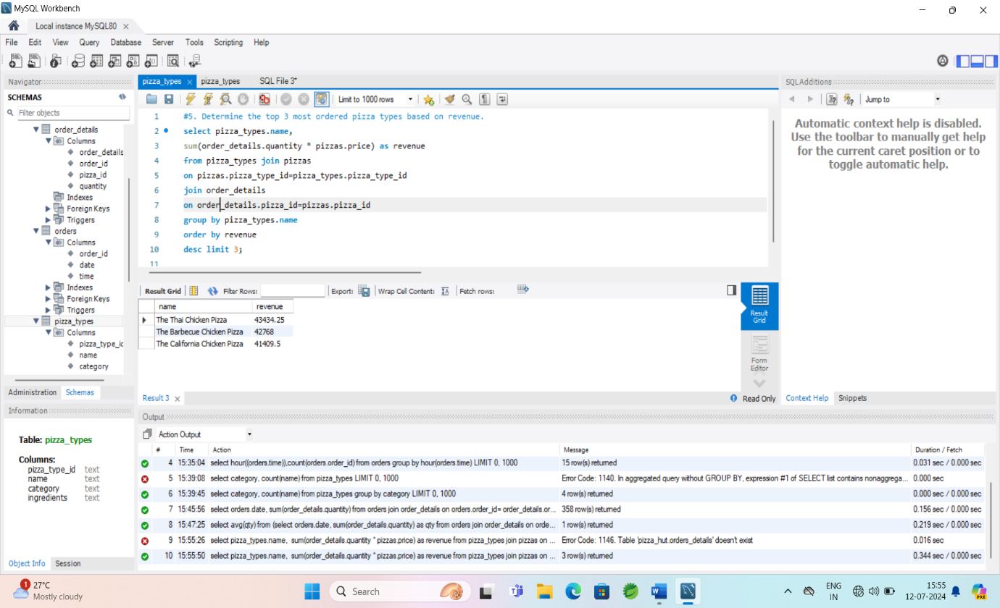 MySQL Workbench
Local instance MySQL80
File Edit View Query Database Server Tools Scripting Help
Navigator
SCHEMAS
Filter objects
order_details
Columns
order_details
order_id
pizza_id
quantity
Indexes
Foreign Keys
Triggers
orders
Columns
order_id
date
time
Indexes
Foreign Keys
Triggers
pizza_types
Columns
pizza_type_ic
name
category
Administration Schemas
Information
Table: pizza_types
Columns:
pizza_type_id text
name text
category text
ingredients text
Object Info Session
pizza_types pizza_types SQL File 3*
Limit to 1000 rows
1 #5. Determine the top 3 most ordered pizza types based on revenue.
2 select pizza_types.name,
3 sum(order_details.quantity * pizzas.price) as revenue
4 from pizza_types join pizzas
5 on pizzas.pizza_type_id=pizza_types.pizza_type_id
6 join order_details
7 on order_details.pizza_id=pizzas.pizza_id
8 group by pizza_types.name
9 order by revenue
10 desc limit 3;
11
Result Grid Filter Rows: Export: Wrap Cell Content: Fetch rows:
name revenue
The Thai Chicken Pizza 43434.25
The Barbecue Chicken Pizza 42768
The California Chicken Pizza 41409.5
Result Grid
Form Editor
Result 3
Read Only
SQLAdditions
Jump to
Automatic context help is disabled.
Use the toolbar to manually get help
for the current caret position or to
toggle automatic help.
Context Help Snippets
Output
Action Output
# Time Action Message Duration / Fetch
4 15:35:04 select hour((orders.time)),count(orders.order_id) from orders group by hour(orders.time) LIMIT 0, 1000 15 row(s) returned 0.031 sec / 0.000 sec
5 15:39:08 select category, count(name) from pizza_types LIMIT 0, 1000 Error Code: 1140. In aggregated query without GROUP BY, expression #1 of SELECT list contains nonaggrega... 0.000 sec
6 15:39:45 select category, count(name) from pizza_types group by category LIMIT 0, 1000 4 row(s) returned 0.000 sec / 0.000 sec
7 15:45:56 select orders.date, sum(order_details.quantity) from orders join order_details on orders.order_id= order_details.or... 358 row(s) returned 0.156 sec / 0.000 sec
8 15:47:25 select avg(qty) from (select orders.date, sum(order_details.quantity) as qty from orders join order_details on orde... 1 row(s) returned 0.219 sec / 0.000 sec
9 15:55:26 select pizza_types.name, sum(order_details.quantity * pizzas.price) as revenue from pizza_types join pizzas on ... Error Code: 1146. Table 'pizza_hut.orders_details' doesn't exist 0.016 sec
10 15:55:50 select pizza_types.name, sum(order_details.quantity * pizzas.price) as revenue from pizza_types join pizzas on ... 3 row(s) returned 0.344 sec / 0.000 sec
1
27°C
Mostly cloudy
Search
ENG
IN
15:55
12-07-2024
PRE